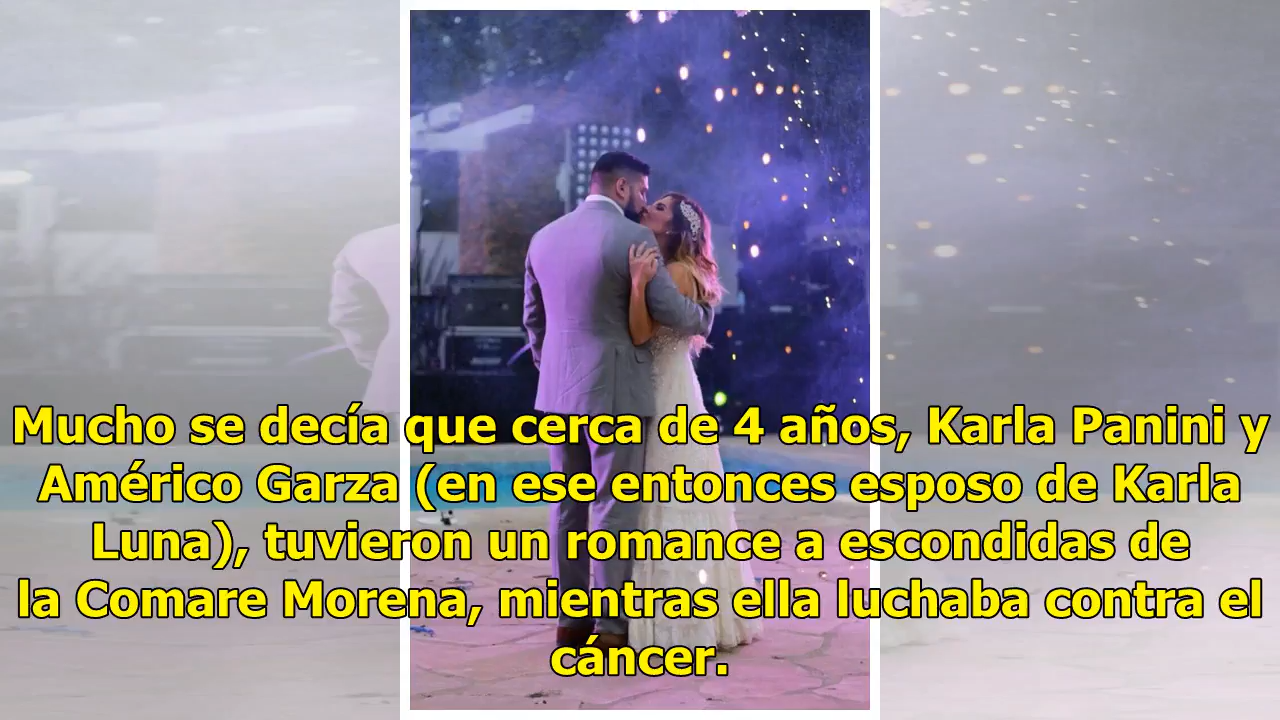 Mucho se decía que cerca de 4 años, Karla Panini y
Américo Garza (en ese entonces esposo de Karla
Luna), tuvieron un romance a escondidas de
la Comare Morena, mientras ella luchaba contra el
cáncer.